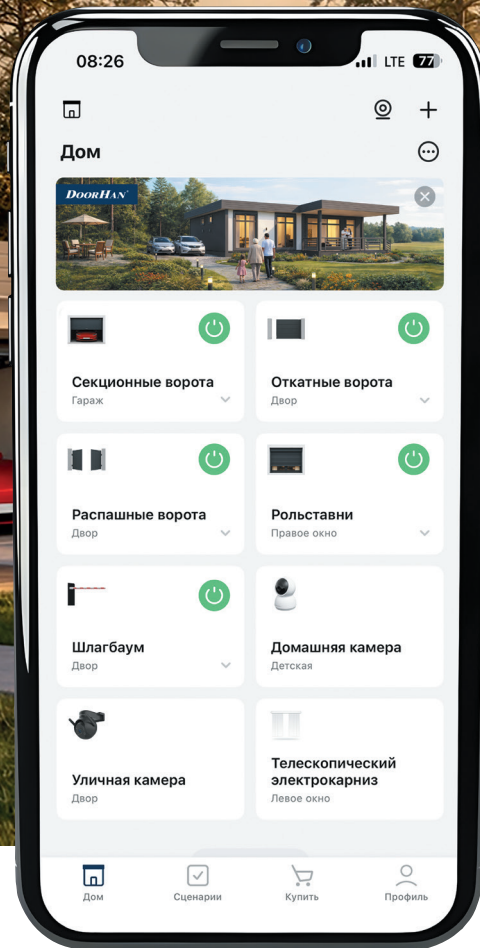 08:26
LTE 77
Дом
DOORHAN
Секционные ворота
Гараж
Откатные ворота
Двор
Распашные ворота
Двор
Рольставни
Правое окно
Шлагбаум
Двор
Домашняя камера
Детская
Уличная камера
Двор
Телескопический
электрокарниз
Левое окно
Дом
Сценарии
Купить
Профиль